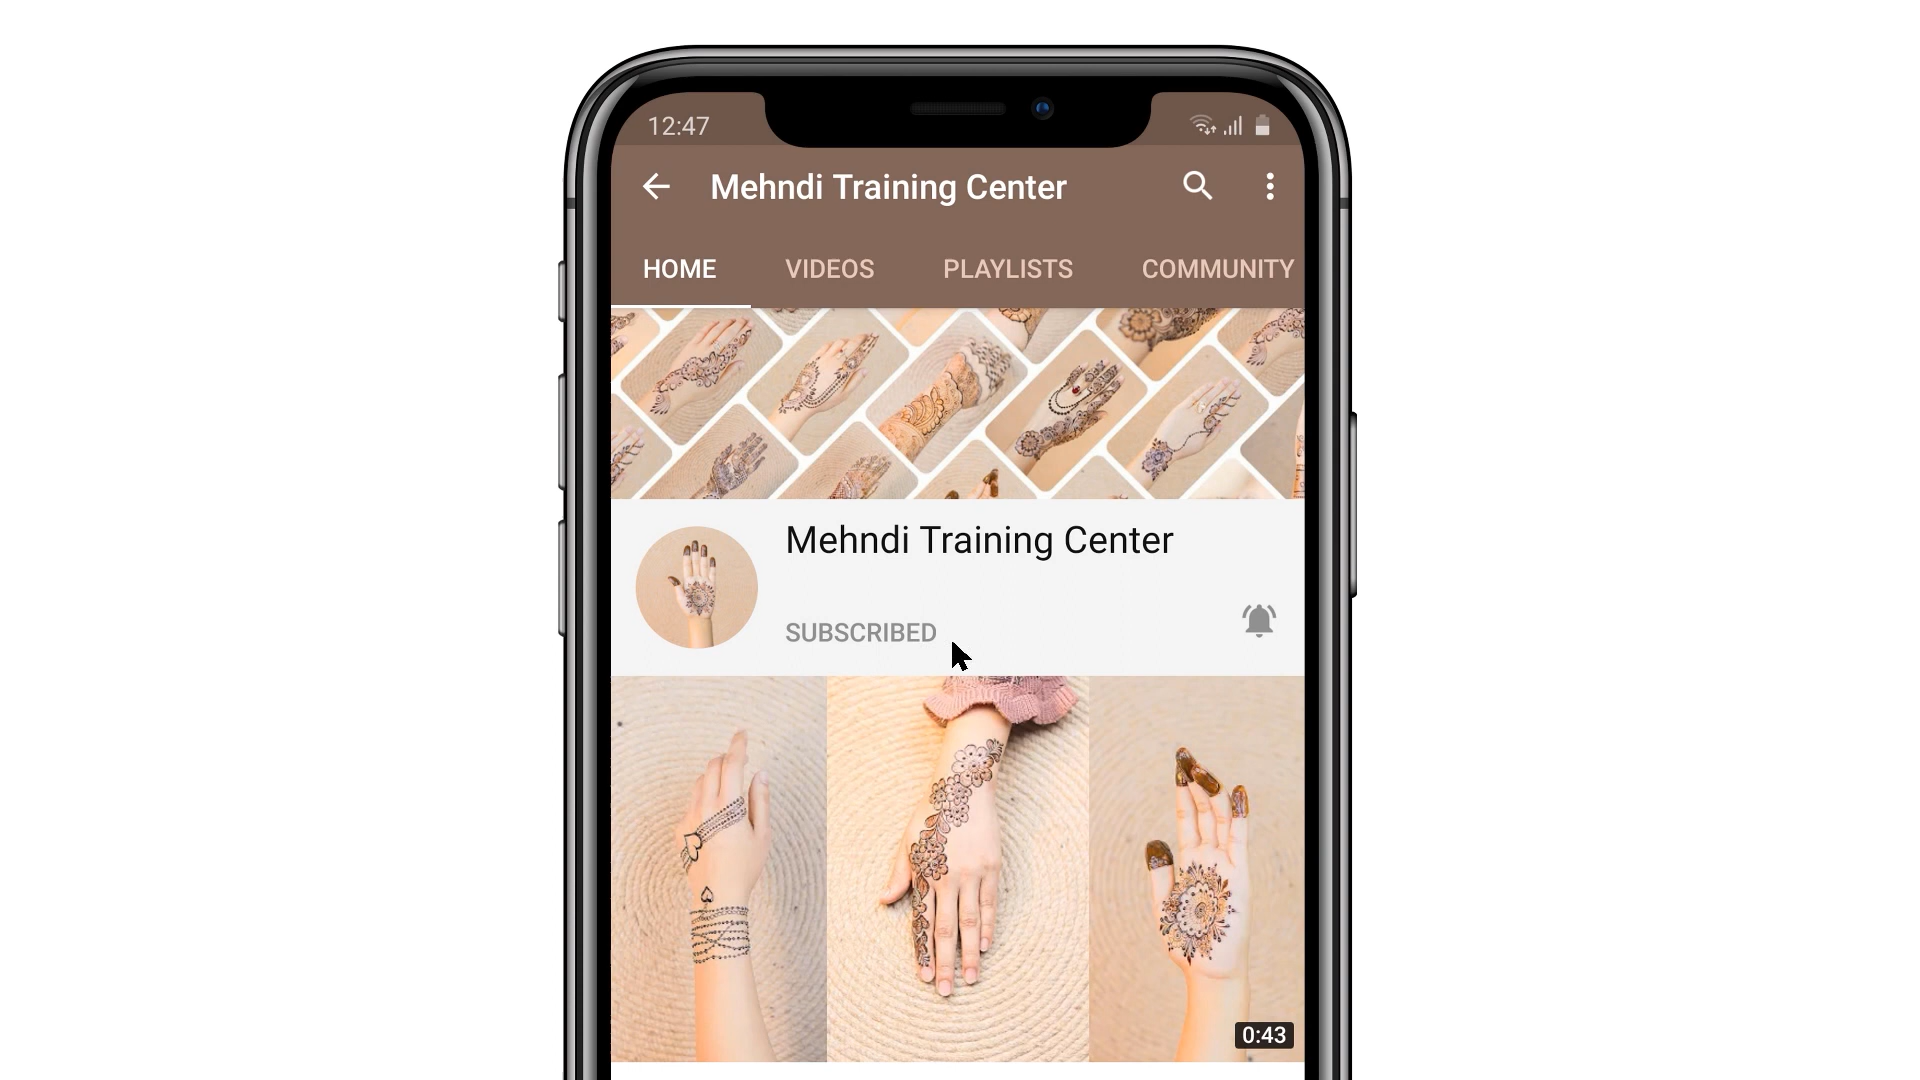 12:47
Mehndi Training Center
HOME VIDEOS PLAYLISTS COMMUNITY
Mehndi Training Center
SUBSCRIBED
0:43